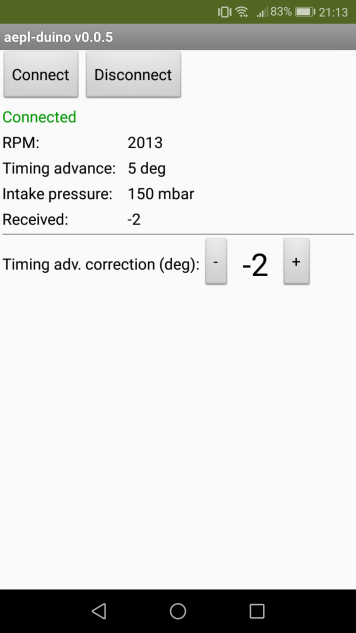 83% 21:13
aepl-duino v0.0.5
Connect Disconnect
Connected
RPM: 2013
Timing advance: 5 deg
Intake pressure: 150 mbar
Received: -2
Timing adv. correction (deg): - -2 +